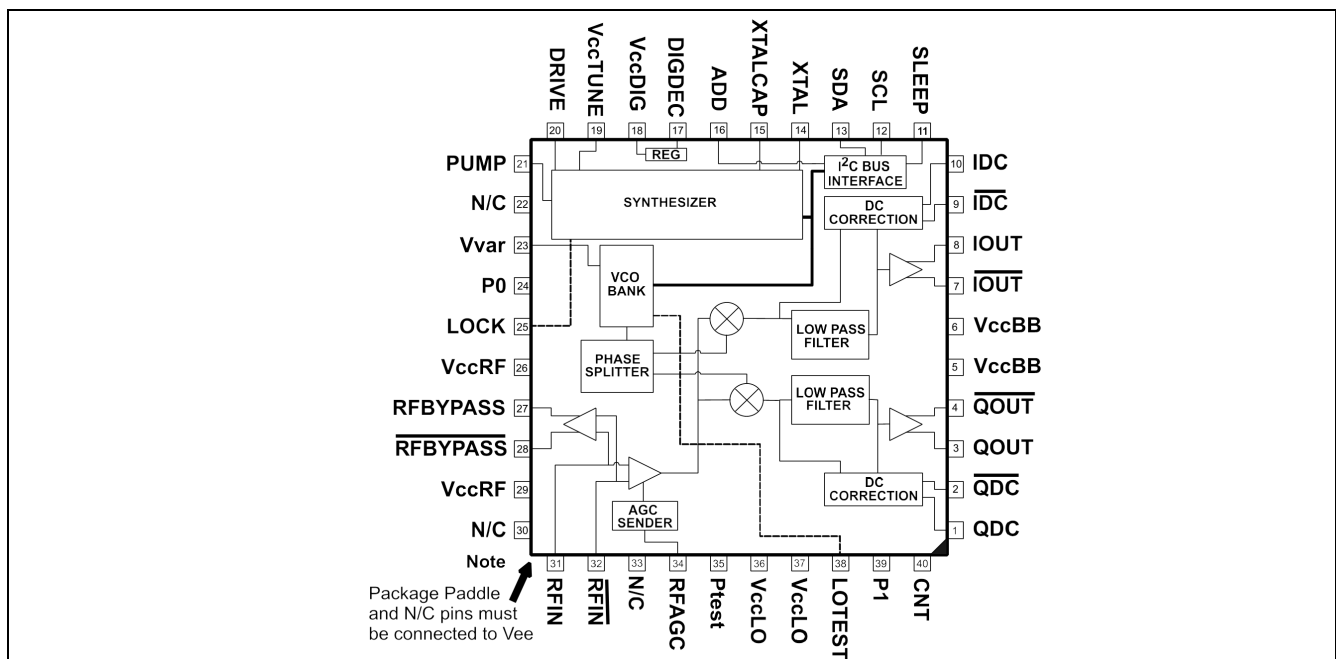 DRIVE
VccTUNE
VccDIG
DIGDEC
ADD
XTALCAP
XTAL
SDA
SCL
SLEEP
20
19
18
17
16
15
14
13
12
11
PUMP 21
N/C 22
Vvar 23
P0 24
LOCK 25
VccRF 26
RFBYPASS 27
RFBYPASS 28
VccRF 29
N/C 30
REG
SYNTHESIZER
I2C BUS
INTERFACE
DC
CORRECTION
VCO
BANK
LOW PASS
FILTER
PHASE
SPLITTER
LOW PASS
FILTER
DC
CORRECTION
AGC
SENDER
10 IDC
9 IDC
8 IOUT
7 IOUT
6 VccBB
5 VccBB
4 QOUT
3 QOUT
2 QDC
1 QDC
31
32
33
34
35
36
37
38
39
40
RFIN
RFIN
N/C
RFAGC
Ptest
VccLO
VccLO
LOTEST
P1
CNT
Note
Package Paddle
and N/C pins must
be connected to Vee